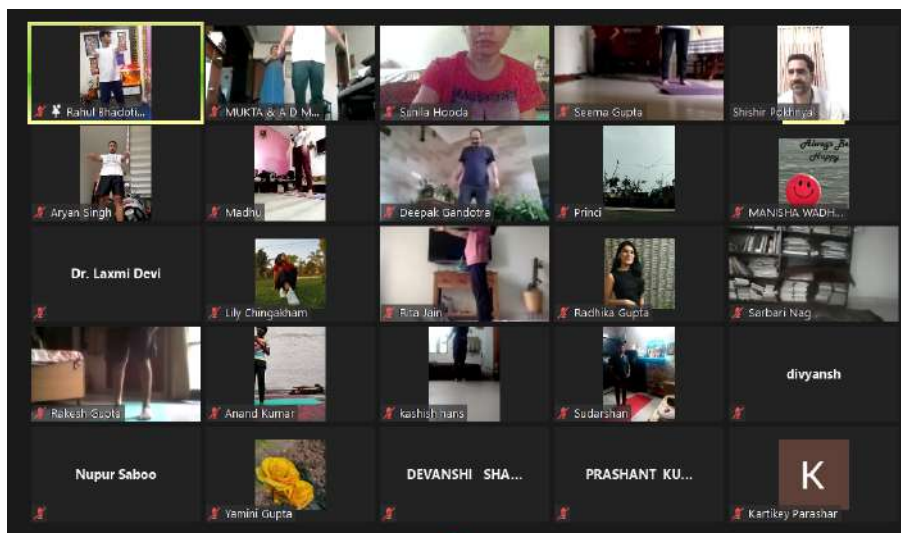 Rahul Bhadoti...
MUKTA & A D M...
Sunila Hooda
Seema Gupta
Shishir Pokhriyal
Aryan Singh
Madhu
Deepak Gandotra
Princi
Always Be
Happy
MANISHA WADH...
Dr. Laxmi Devi
Lily Chingakham
Rita Jain
Radhika Gupta
Sarbari Nag
Rakesh Gupta
Anand Kumar
kashish hans
Sudarshan
divyansh
Nupur Saboo
Yamini Gupta
DEVANSHI SHA...
PRASHANT KU...
K
Kartikey Parashar